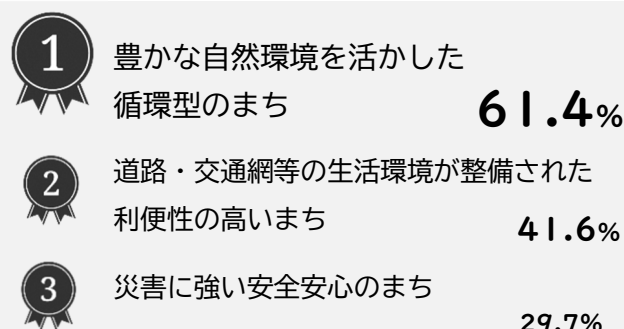 1
豊かな自然環境を活かした
循環型のまち
61.4%
2
道路・交通網等の生活環境が整備された
利便性の高いまち
41.6%
3
災害に強い安全安心のまち
29.7%